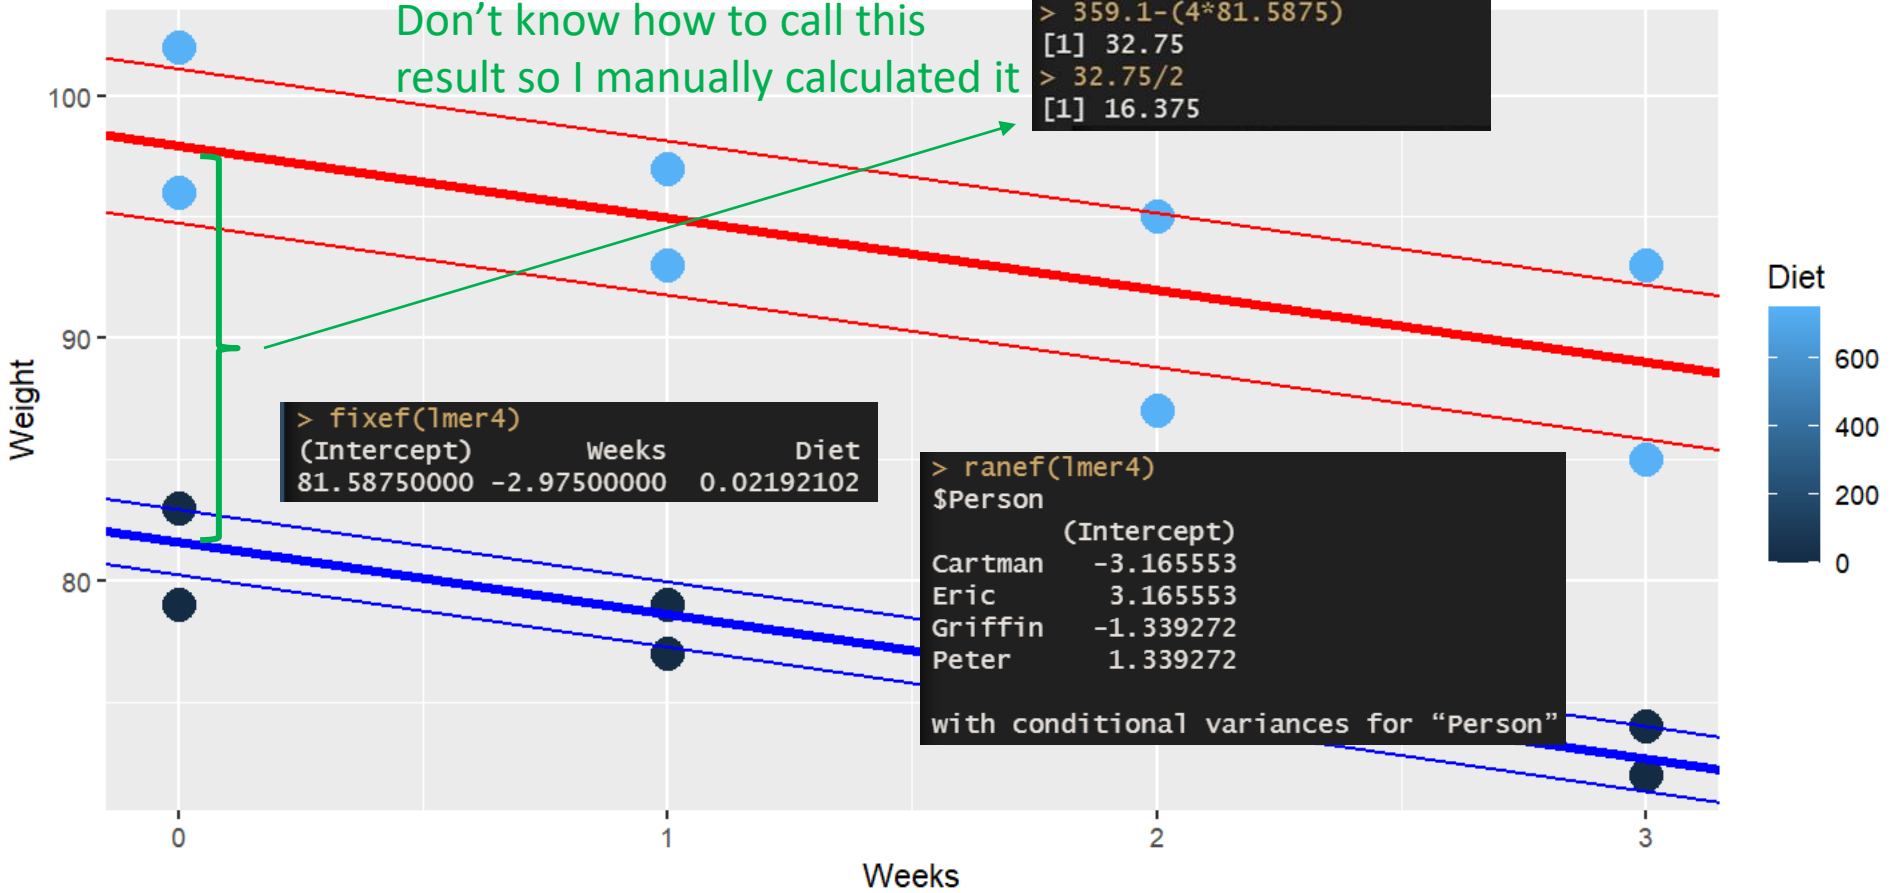 Don't know how to call this
result so I manually calculated it
> 359.1-(4*81.5875)
[1] 32.75
> 32.75/2
[1] 16.375
100
90
80
Weight
> fixef(lmer4)
(Intercept) Weeks Diet
81.58750000 -2.97500000 0.02192102
> ranef(lmer4)
$Person
(Intercept)
Cartman -3.165553
Eric 3.165553
Griffin -1.339272
Peter 1.339272
with conditional variances for “Person”
Diet
600
400
200
0
0 1 2 3
Weeks